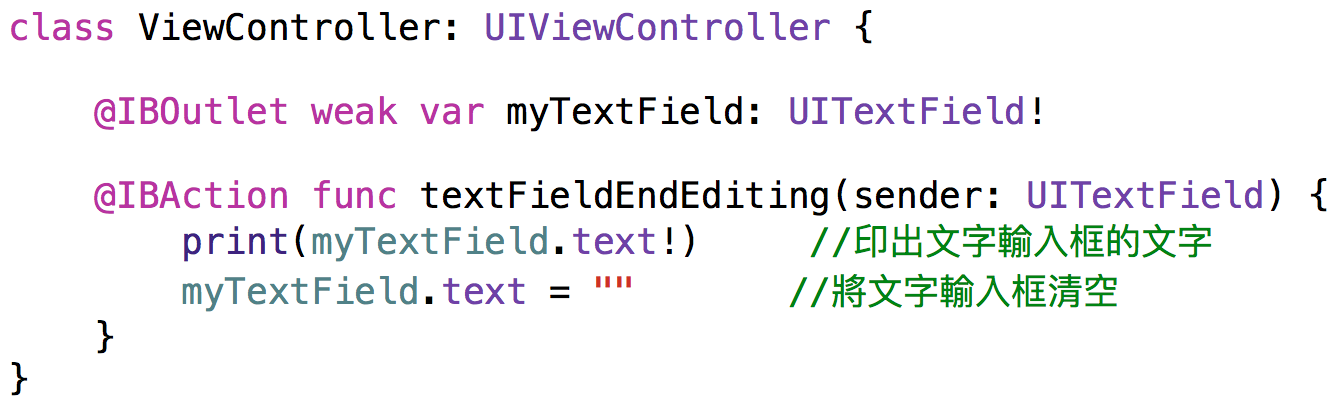 class ViewController: UIViewController {
@IBOutlet weak var myTextField: UITextField!
@IBAction func textFieldEndEditing(sender: UITextField) {
print(myTextField.text!) //印出文字輸入框的文字
myTextField.text = "" //將文字輸入框清空
}
}